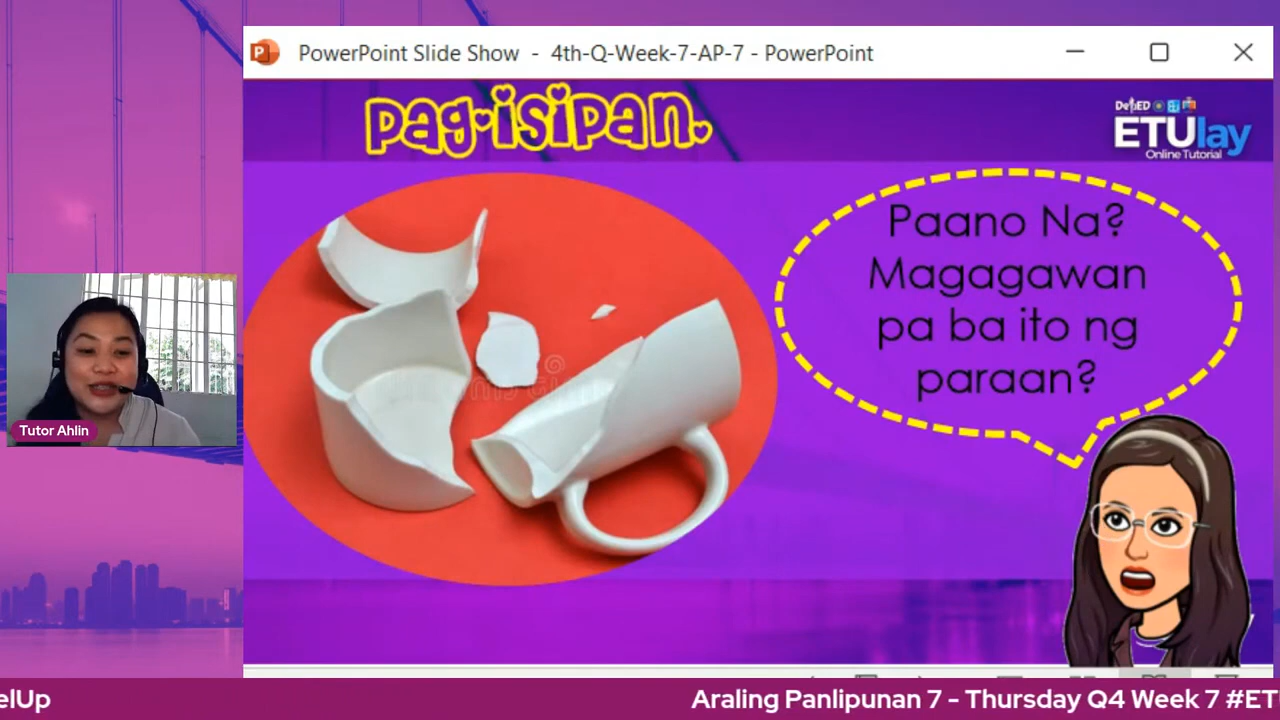 PowerPoint Slide Show - 4th-Q-Week-7-AP-7 - PowerPoint
pag-isipan.
DepED
ETUlay
Online Tutorial
Paano Na?
Magagawan
pa ba ito ng
paraan?
Tutor Ahlin
elUp
Araling Panlipunan 7 - Thursday Q4 Week 7 #ET